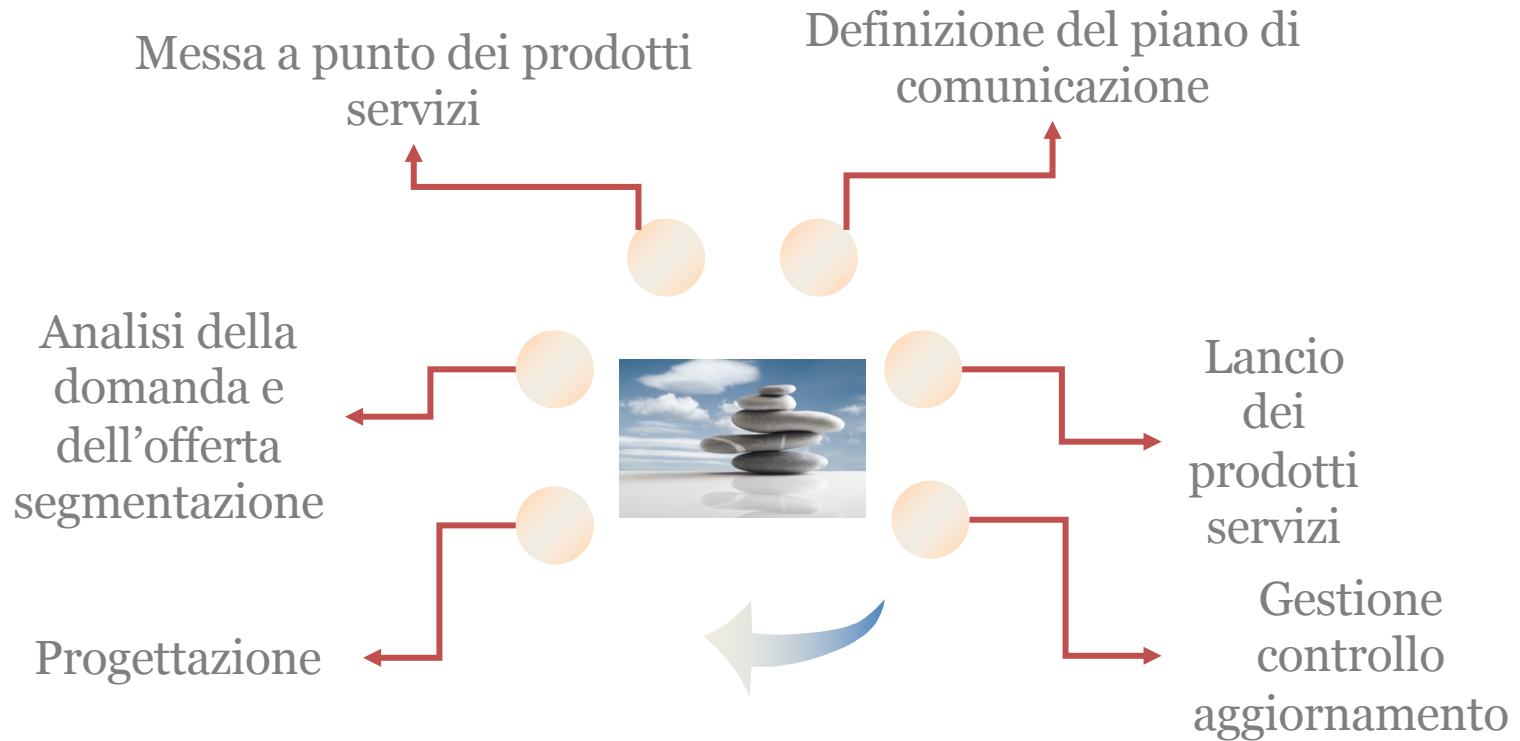 Messa a punto dei prodotti
servizi
Definizione del piano di
comunicazione
Analisi della
domanda e
dell’offerta
segmentazione
Lancio
dei
prodotti
servizi
Progettazione
Gestione
controllo
aggiornamento